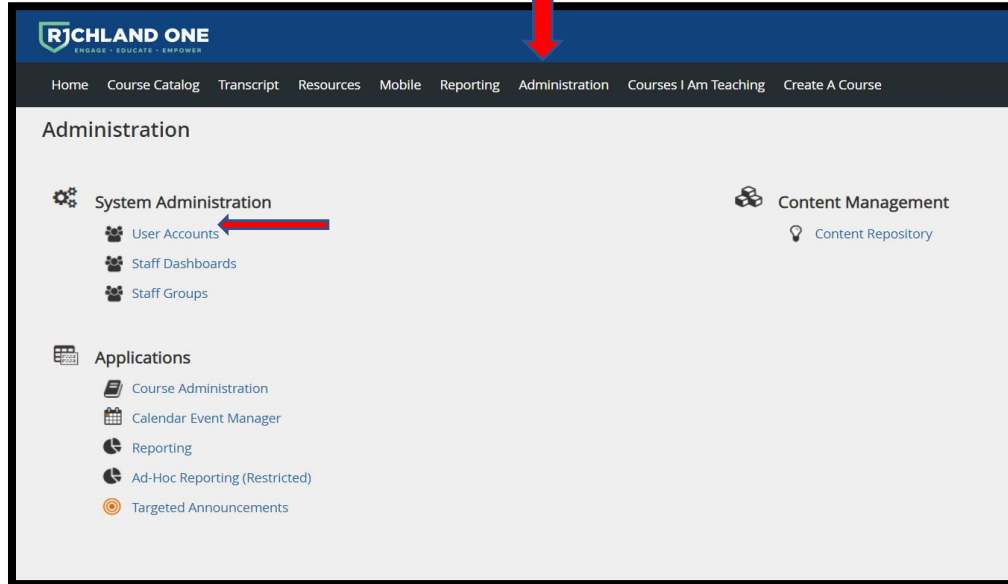 RICHLAND ONE
ENGAGE - EDUCATE - EMPOWER
Home Course Catalog Transcript Resources Mobile Reporting Administration Courses I Am Teaching Create A Course
Administration
System Administration
User Accounts
Staff Dashboards
Staff Groups
Content Management
Content Repository
Applications
Course Administration
Calendar Event Manager
Reporting
Ad-Hoc Reporting (Restricted)
Targeted Announcements